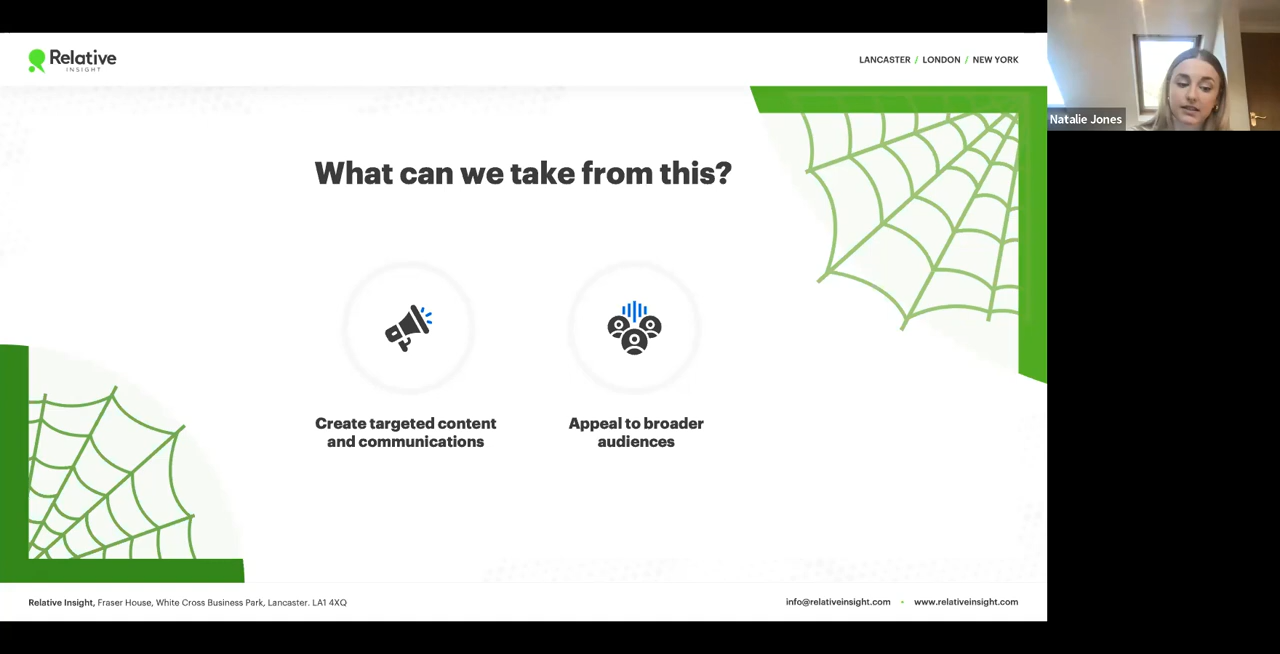 Relative
INSIGHT
LANCASTER / LONDON / NEW YORK
Natalie Jones
What can we take from this?
Create targeted content
and communications
Appeal to broader
audiences
Relative Insight, Fraser House, White Cross Business Park, Lancaster. LA1 4XQ
info@relativeinsight.com • www.relativeinsight.com